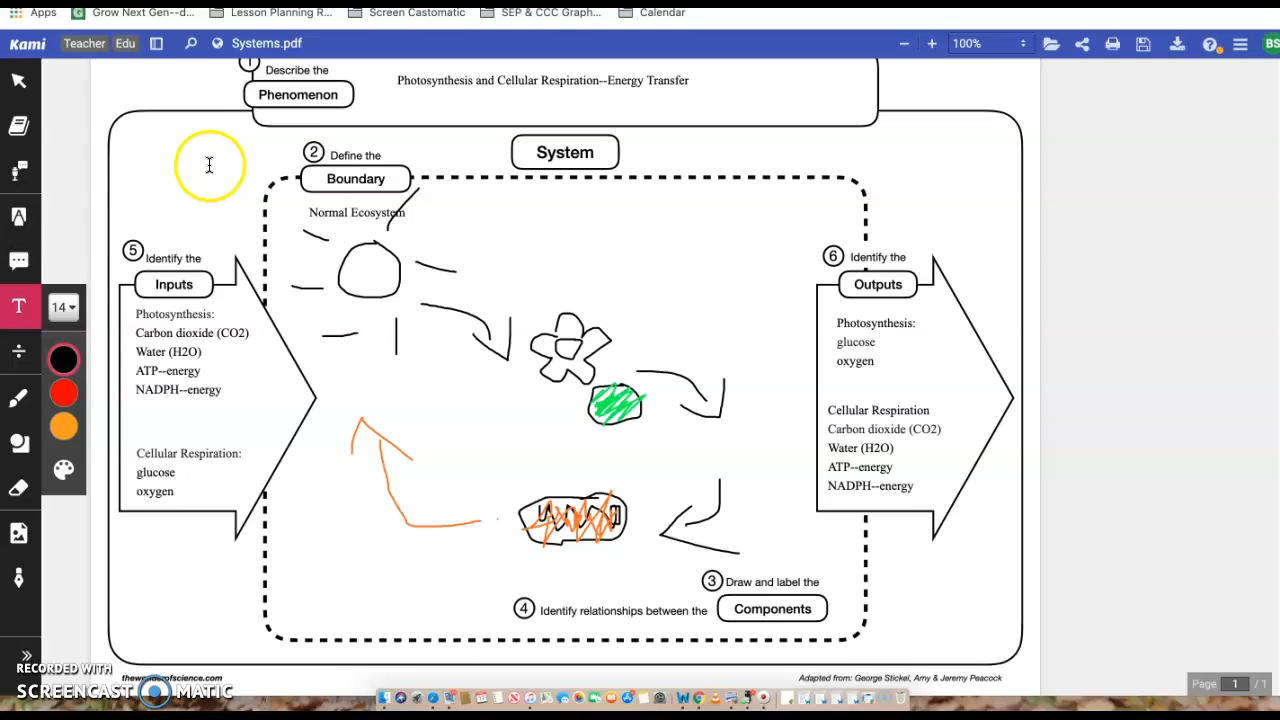 Apps
Grow Next Gen--d...
Lesson Planning R...
Screen Castomatic
SEP & CCC Graph...
Calendar
Kami
Teacher
Edu
Systems.pdf
100%
BS
1 Describe the
Phenomenon
Photosynthesis and Cellular Respiration--Energy Transfer
System
2 Define the
Boundary
Normal Ecosystem
5 Identify the
Inputs
Photosynthesis:
Carbon dioxide (CO2)
Water (H2O)
ATP--energy
NADPH--energy
Cellular Respiration:
glucose
oxygen
6 Identify the
Outputs
Photosynthesis:
glucose
oxygen
Cellular Respiration
Carbon dioxide (CO2)
Water (H2O)
ATP--energy
NADPH--energy
14
3 Draw and label the
4 Identify relationships between the
Components
Adapted from: George Stickel, Amy & Jeremy Peacock
RECORDED WITH
SCREENCAST MATIC
Page 1 / 1